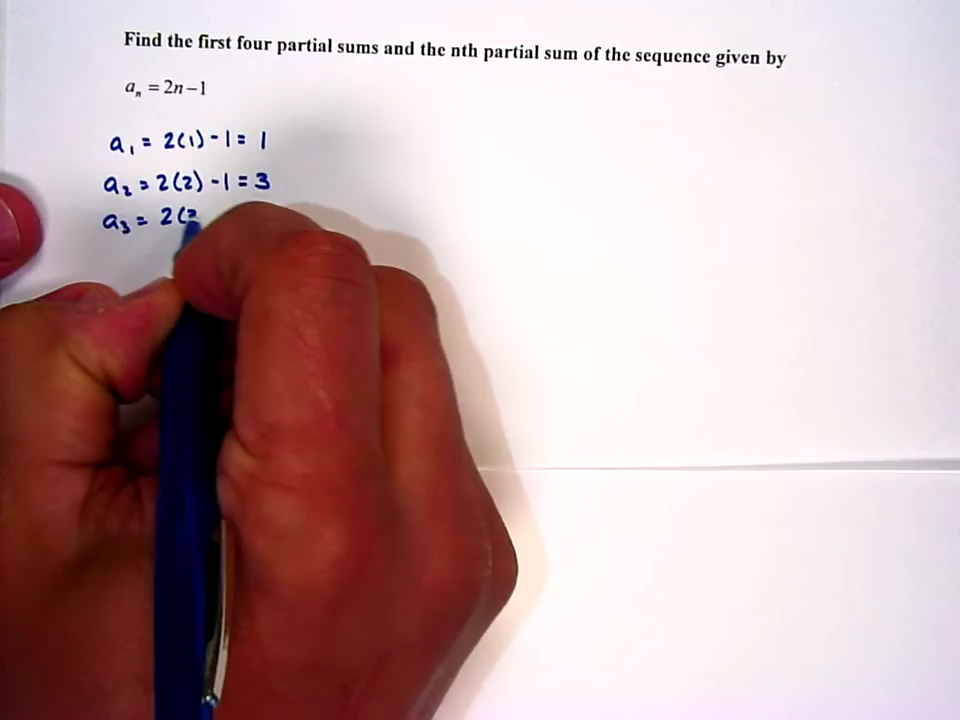 Find the first four partial sums and the nth partial sum of the sequence given by
aₙ = 2n−1
a₁ = 2(1) - 1 = 1
a₂ = 2(2) - 1 = 3
a₃ = 2(